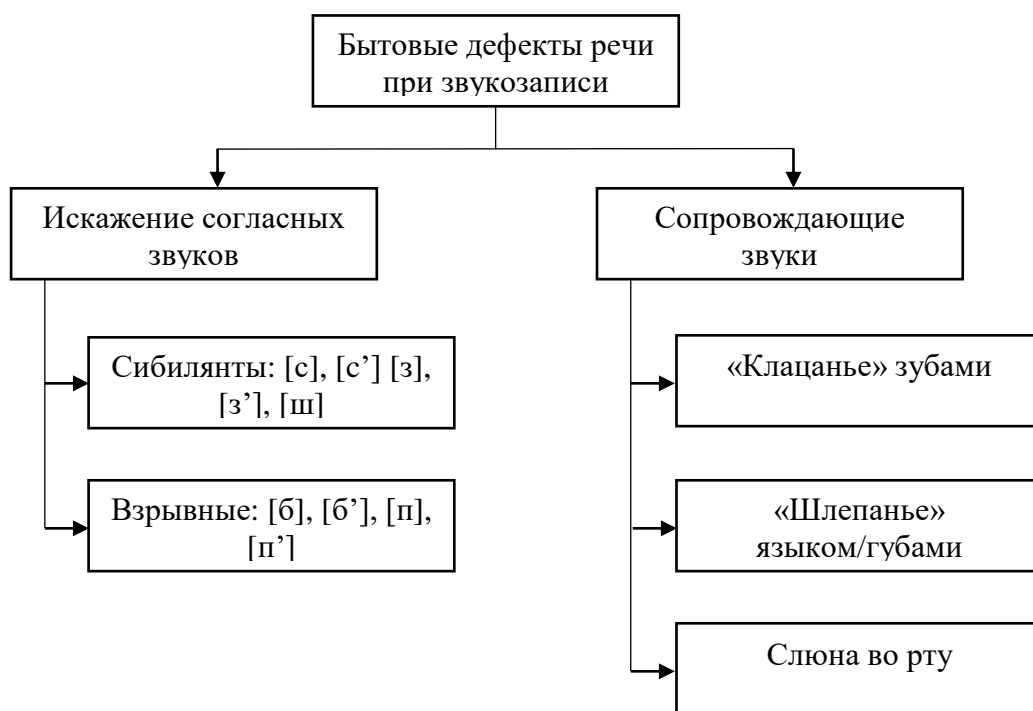 Бытовые дефекты речи
при звукозаписи
Искажение согласных
звуков
Сопровождающие
звуки
Сибилянты: [с], [с’] [з],
[з’], [ш]
«Клацанье» зубами
Взрывные: [б], [б’], [п],
[п’]
«Шлепанье»
языком/губами
Слюна во рту